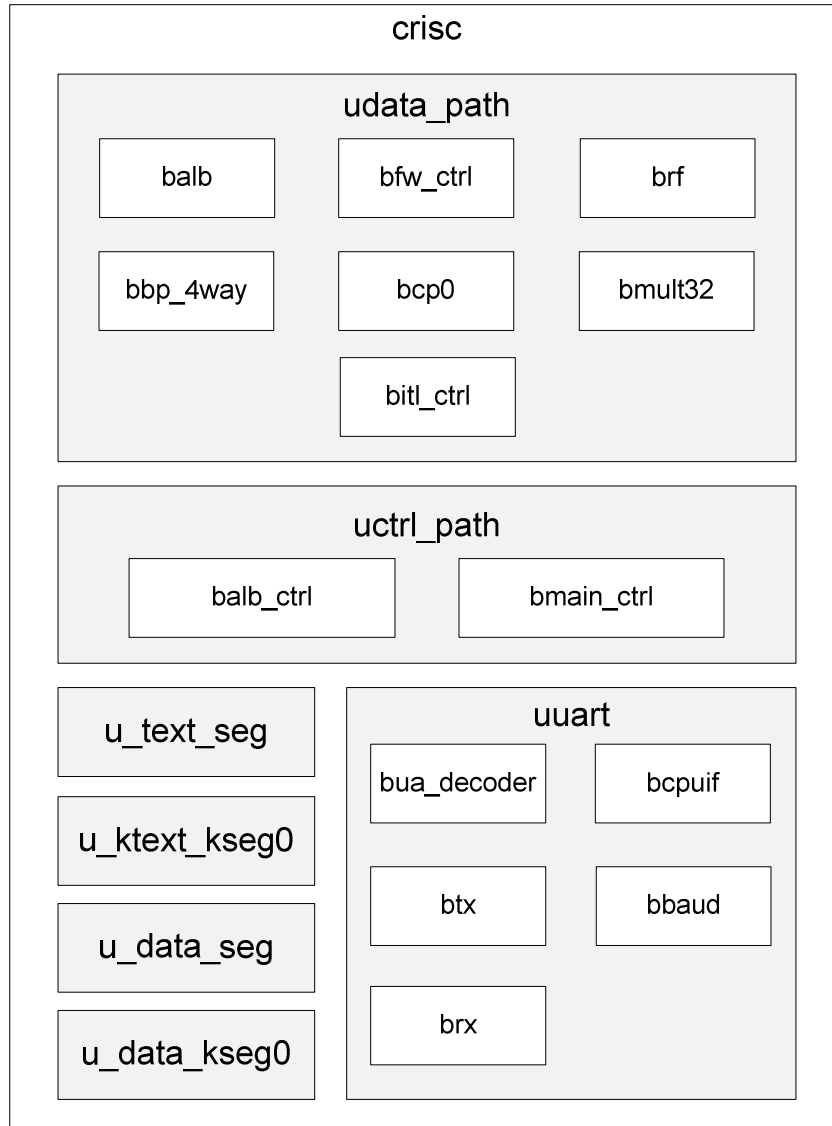 crisc
udata_path
balb
bfw_ctrl
brf
bbp_4way
bcp0
bmult32
bitl_ctrl
uctrl_path
balb_ctrl
bmain_ctrl
u_text_seg
u_ktext_kseg0
u_data_seg
u_data_kseg0
uuart
bua_decoder
bcpuif
btx
bbaud
brx